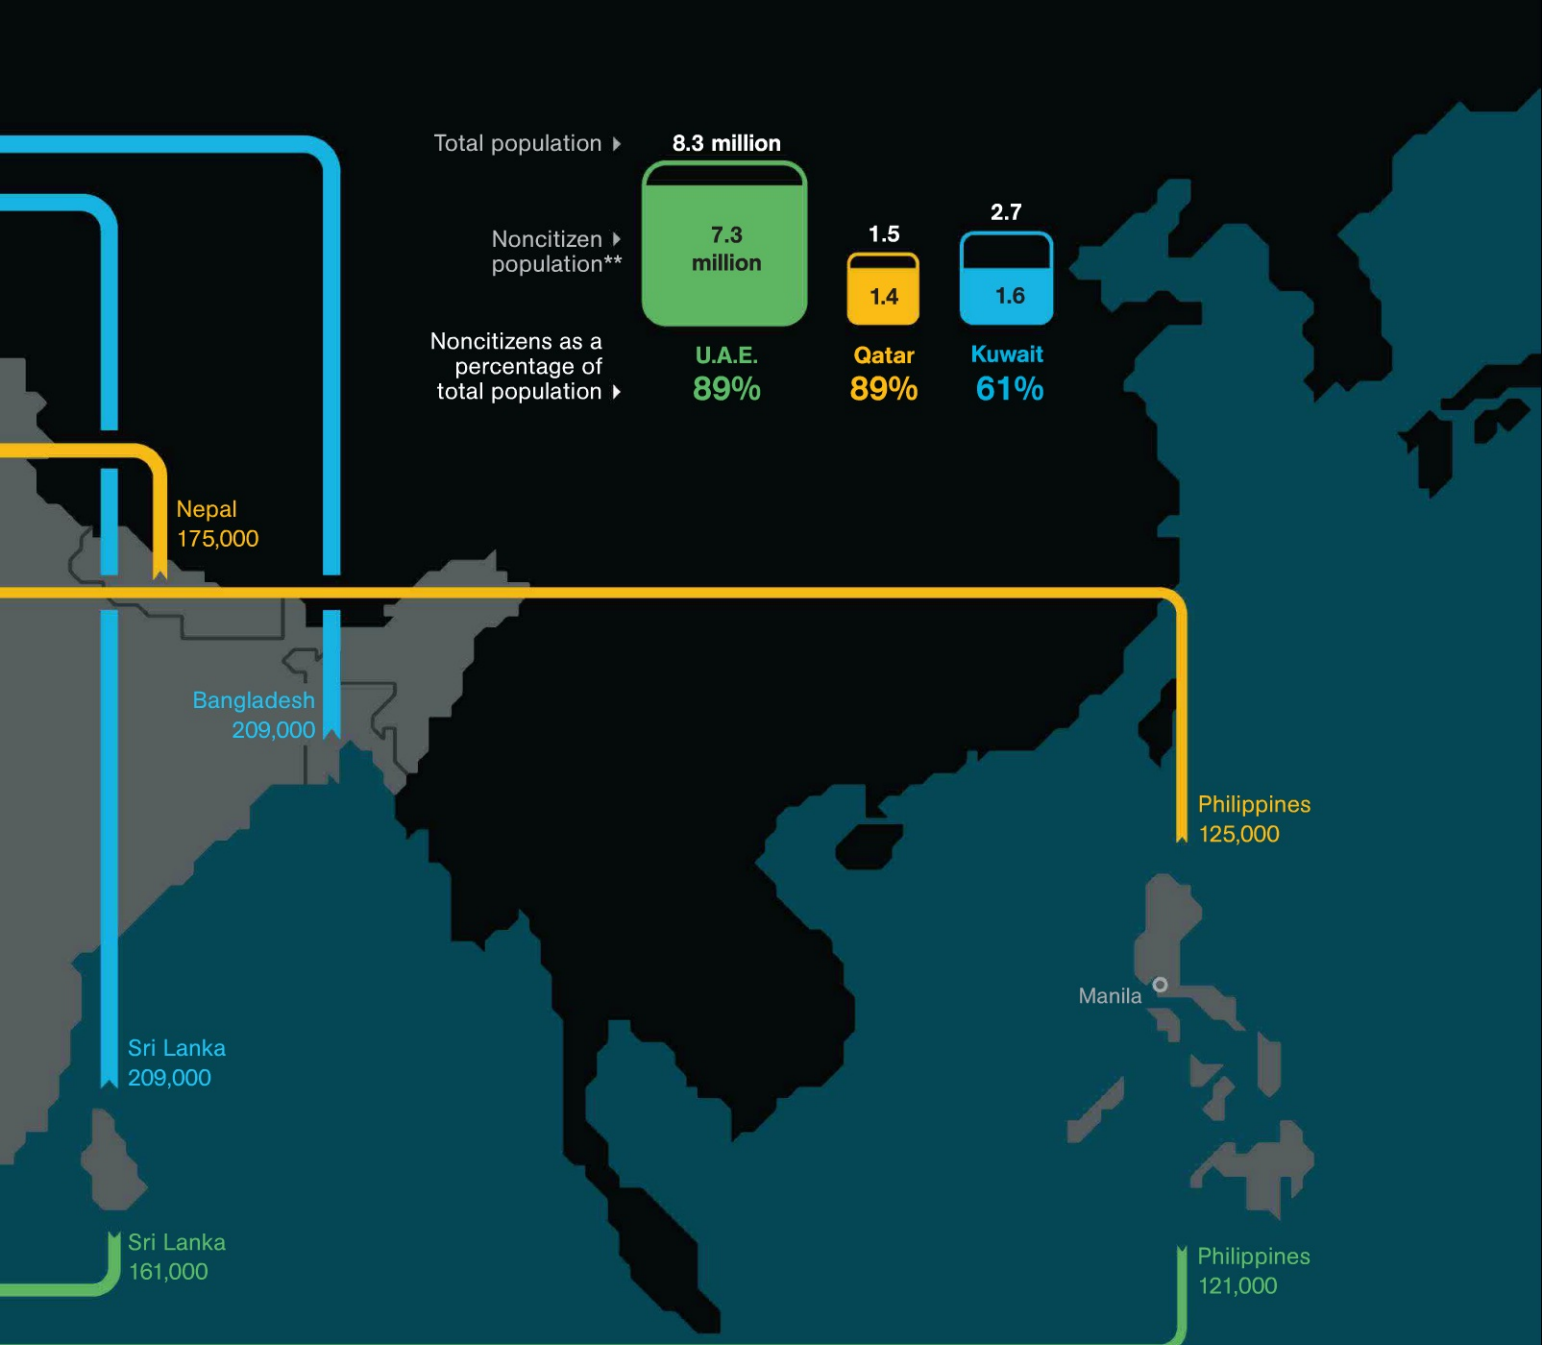 Total population
8.3 million
2.7
1.5
Noncitizen
population**
7.3
million
1.4
1.6
Noncitizens as a
percentage of
total population
U.A.E.
89%
Qatar
89%
Kuwait
61%
Nepal
175,000
Bangladesh
209,000
Philippines
125,000
Manila
Sri Lanka
209,000
Sri Lanka
161,000
Philippines
121,000